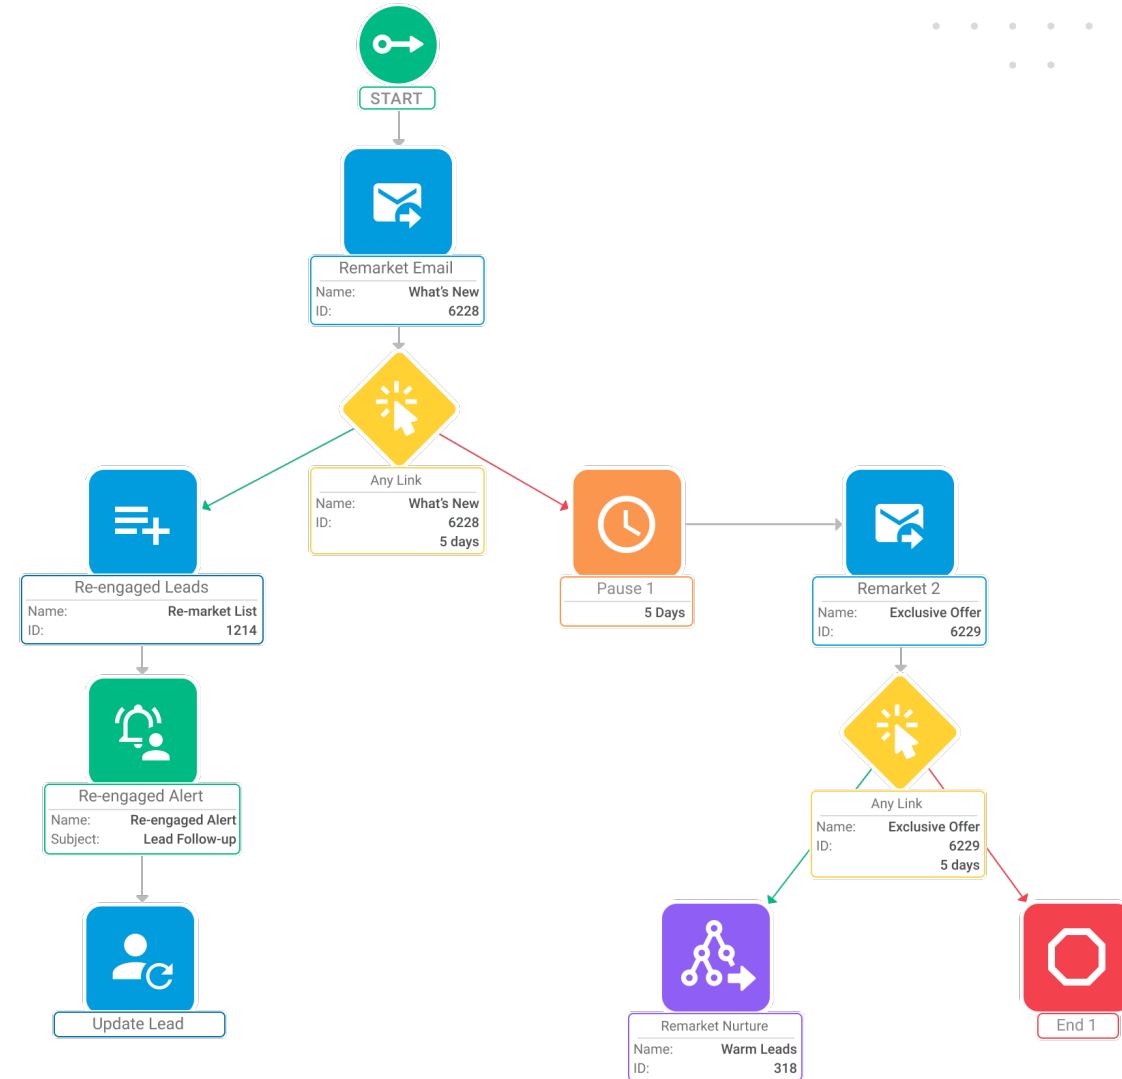 START
Remarket Email
Name: What's New
ID: 6228
Any Link
Name: What's New
ID: 6228
5 days
Re-engaged Leads
Name: Re-market List
ID: 1214
Pause 1
5 Days
Remarket 2
Name: Exclusive Offer
ID: 6229
Re-engaged Alert
Name: Re-engaged Alert
Subject: Lead Follow-up
Any Link
Name: Exclusive Offer
ID: 6229
5 days
Update Lead
Remarket Nurture
Name: Warm Leads
ID: 318
End 1